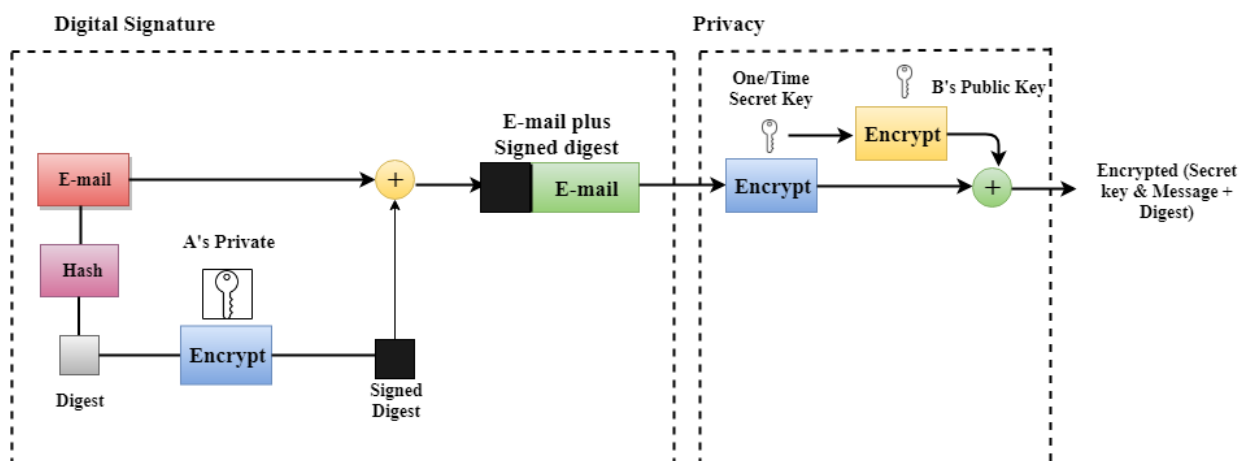 Digital Signature
Privacy
One/Time
Secret Key
B's Public Key
E-mail plus
Signed digest
Encrypt
E-mail
+
E-mail
Encrypt
+
Encrypted (Secret
key & Message +
Digest)
A's Private
Hash
Encrypt
Digest
Signed
Digest